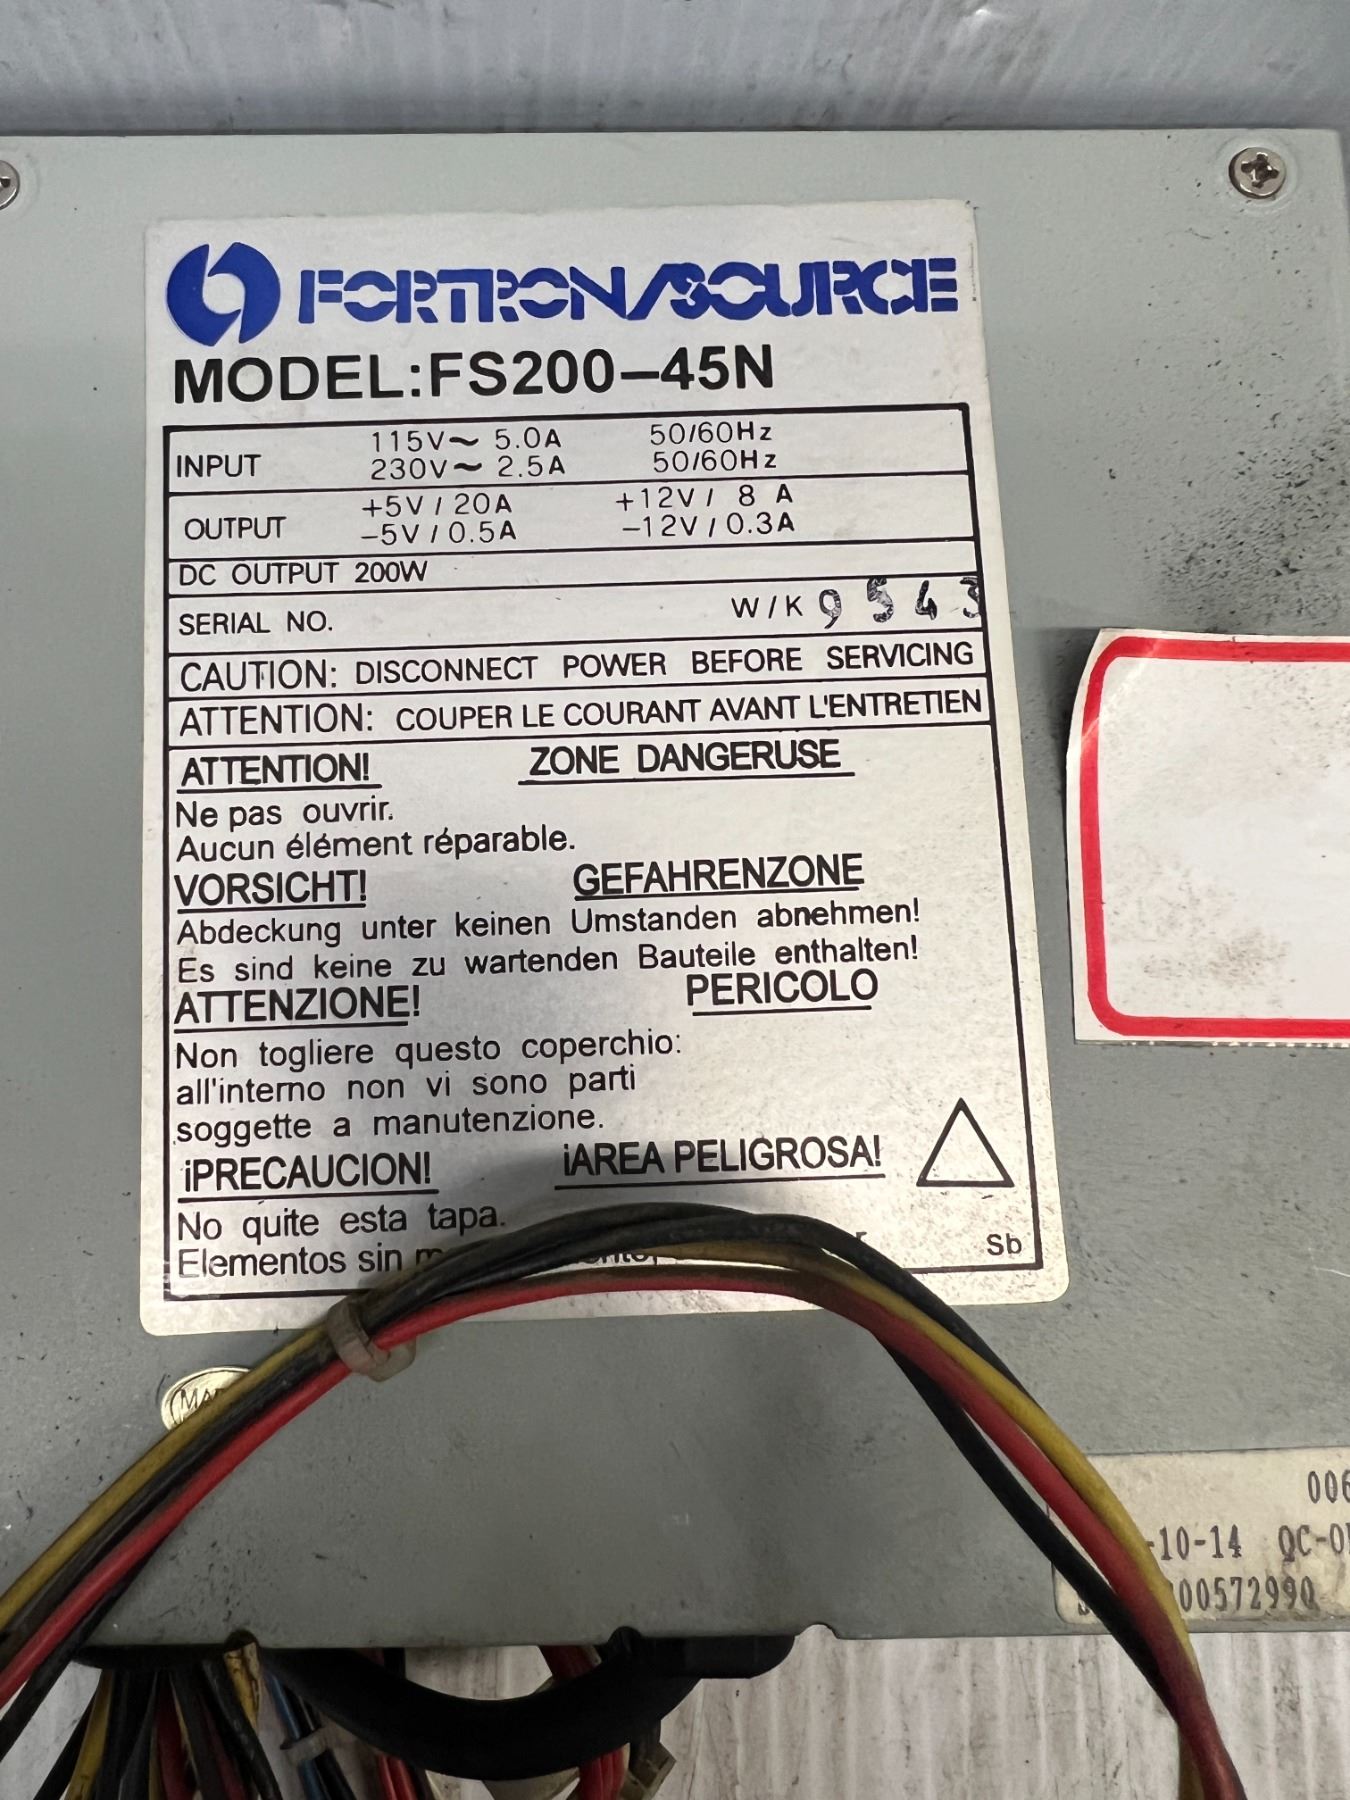 FORTRON/SOURCE
MODEL:FS200-45N
INPUT 115V~ 5.0A 50/60Hz
230V~ 2.5A 50/60Hz
OUTPUT +5V / 20A +12V / 8 A
-5V / 0.5A -12V / 0.3A
DC OUTPUT 200W
SERIAL NO. W/K 9543
CAUTION: DISCONNECT POWER BEFORE SERVICING
ATTENTION: COUPER LE COURANT AVANT L'ENTRETIEN
ATTENTION! ZONE DANGERUSE
Ne pas ouvrir.
Aucun élément réparable.
VORSICHT! GEFAHRENZONE
Abdeckung unter keinen Umstanden abnehmen!
Es sind keine zu wartenden Bauteile enthalten!
ATTENZIONE! PERICOLO
Non togliere questo coperchio:
all'interno non vi sono parti
soggette a manutenzione.
¡PRECAUCION! ¡AREA PELIGROSA!
No quite esta tapa.
Elementos sin
Sb
006
-10-14 QC-
00572990